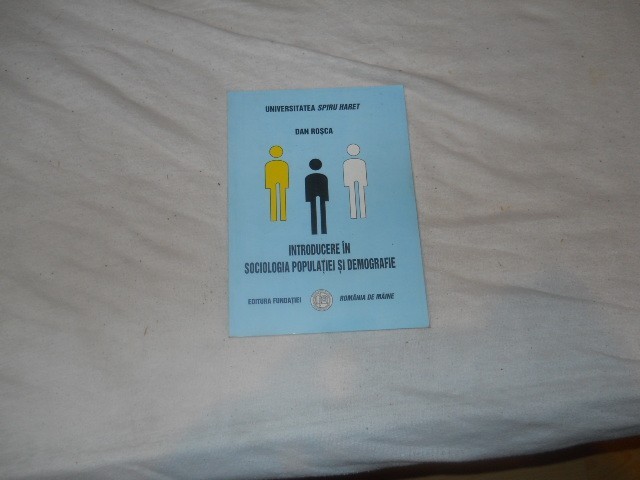 UNIVERSITATEA SPIRU HARET
DAN ROȘCA
INTRODUCERE ÎN
SOCIOLOGIA POPULAȚIEI ȘI DEMOGRAFIE
EDITURA FUNDAȚIEI ROMÂNIA DE MÂINE